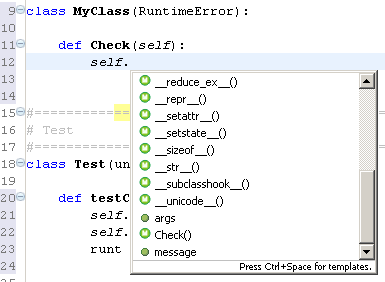 9 class MyClass(RuntimeError):
10
11 def Check(self):
12 self.
13
14
__reduce_ex__()
__repr__()
__setattr__()
__setstate__()
__sizeof__()
__str__()
__subclasshook__()
__unicode__()
args
Check()
message
Press Ctrl+Space for templates.
15 #==========
16 # Test
17 #==========
18 class Test(un
19
20 def testC
21 self.
22 self.
23 runt
24